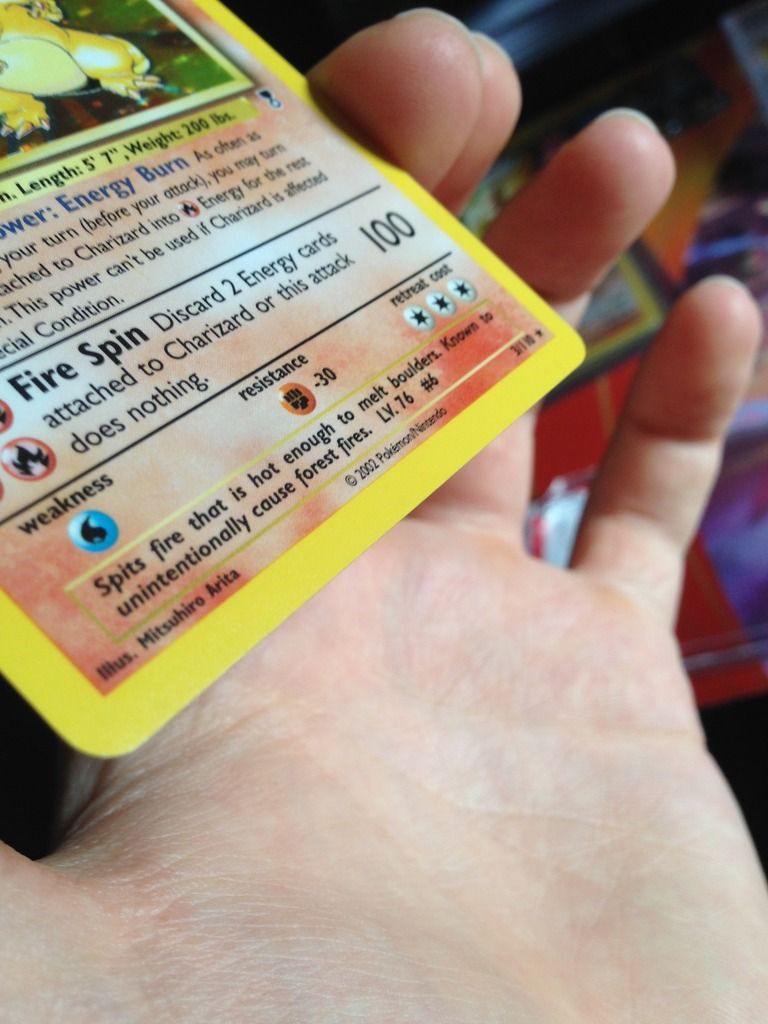 n. Length: 5' 7", Weight: 200 lbs.
ower: Energy Burn As often as
your turn (before your attack), you may turn
tached to Charizard into Energy for the rest
. This power can't be used if Charizard is affected
ecial Condition.
Fire Spin Discard 2 Energy cards
attached to Charizard or this attack
does nothing.
100
weakness
resistance
-30
retreat cost
Spits fire that is hot enough to melt boulders. Known to
unintentionally cause forest fires. LV. 76 #6
Illus. Mitsuhiro Arita
© 2002 Pokémon/Nintendo
3/110 ★